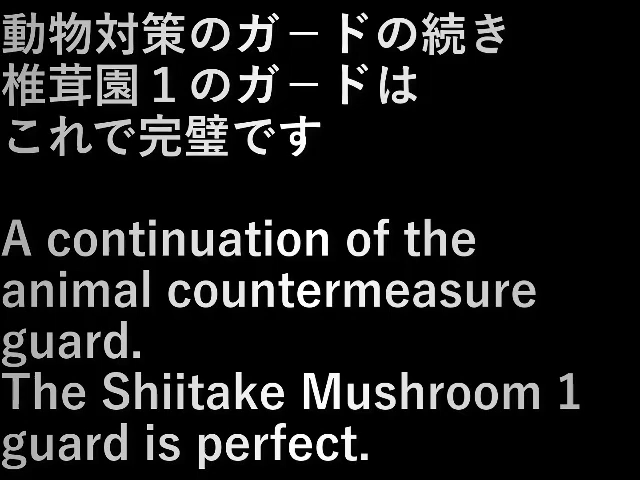 動物対策のガードの続き
椎茸園１のガードは
これで完璧です
A continuation of the
animal countermeasure
guard.
The Shiitake Mushroom 1
guard is perfect.